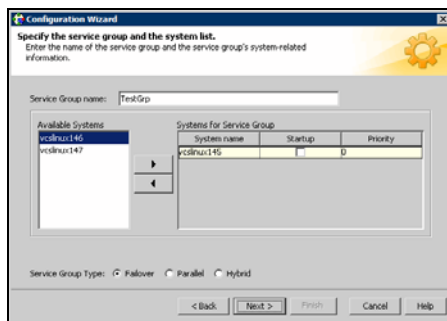 Configuration Wizard
Specify the service group and the system list.
Enter the name of the service group and the service group's system-related
information.
Service Group name: TestGrp
Available Systems
vcslinux146
vcslinux147
Systems for Service Group
System name Startup Priority
vcslinux145 0
Service Group Type: Failover Parallel Hybrid
< Back Next > Finish Cancel Help